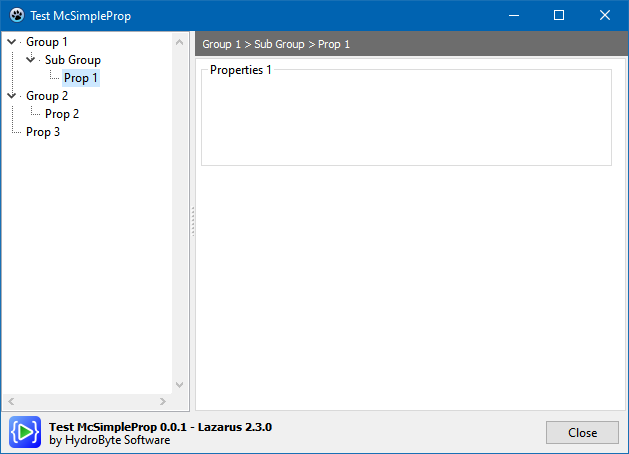 Test McSimpleProp
Group 1
Sub Group
Prop 1
Group 2
Prop 2
Prop 3
Group 1 > Sub Group > Prop 1
Properties 1
Test McSimpleProp 0.0.1 - Lazarus 2.3.0
by HydroByte Software
Close